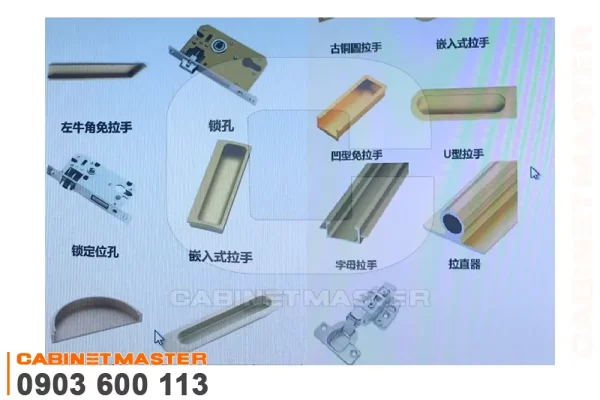 古铜圆拉手
嵌入式拉手
左牛角免拉手
锁孔
凹型免拉手
U型拉手
锁定位孔
嵌入式拉手
字母拉手
拉直器
CABINETMASTER
CABINETMASTER
CABINETMASTER
0903 600 113